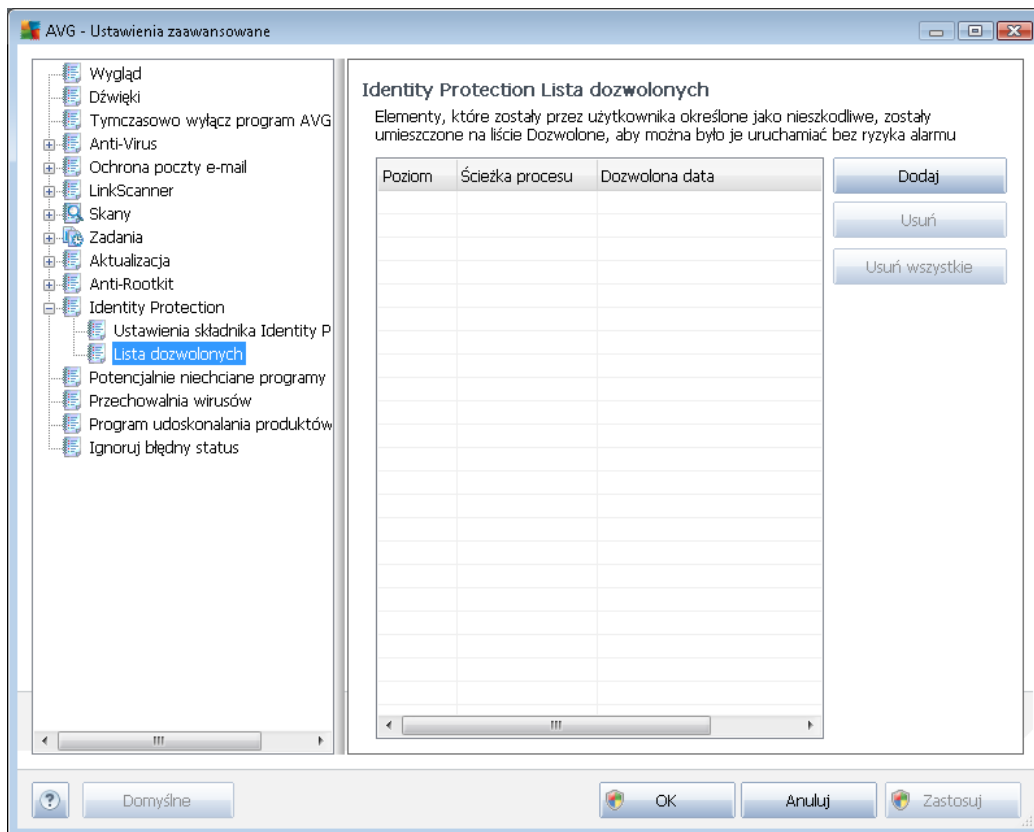 AVG - Ustawienia zaawansowane
Wygląd
Dźwięki
Tymczasowo wyłącz program AVG
Anti-Virus
Ochrona poczty e-mail
LinkScanner
Skany
Zadania
Aktualizacja
Anti-Rootkit
Identity Protection
Ustawienia składnika Identity P
Lista dozwolonych
Potencjalnie niechciane programy
Przechowalnia wirusów
Program udoskonalania produktów
Ignoruj błędny status
Identity Protection Lista dozwolonych
Elementy, które zostały przez użytkownika określone jako nieszkodliwe, zostały
umieszczone na liście Dozwolone, aby można było je uruchamiać bez ryzyka alarmu
Poziom Ścieżka procesu Dozwolona data
Dodaj
Usuń
Usuń wszystkie
? Domyślne OK Anuluj Zastosuj